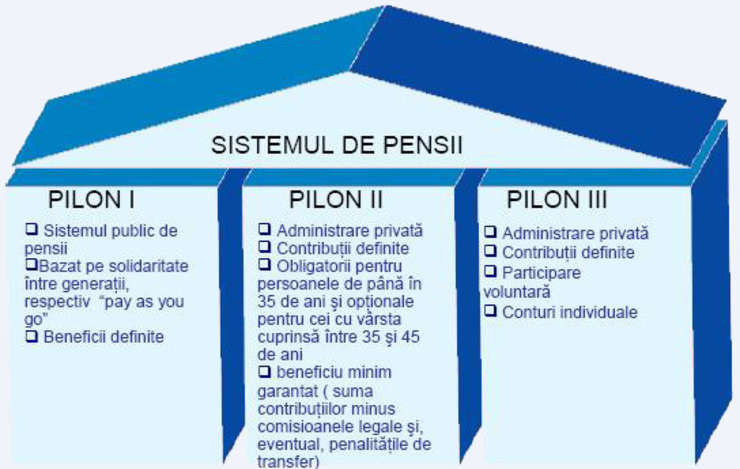 SISTEMUL DE PENSII
PILON I
❑ Sistemul public de
pensii
❑Bazat pe solidaritate
între generații,
respectiv “pay as you
go”
❑ Beneficii definite
PILON II
❑ Administrare privată
❑ Contribuții definite
❑ Obligatorii pentru
persoanele de până în
35 de ani şi opționale
pentru cei cu vârsta
cuprinsă între 35 şi 45
de ani
❑ beneficiu minim
garantat ( suma
contribuțiilor minus
comisioanele legale şi,
eventual, penalitățile de
transfer)
PILON III
❑ Administrare privată
❑ Contribuții definite
❑ Participare
voluntară
❑ Conturi individuale